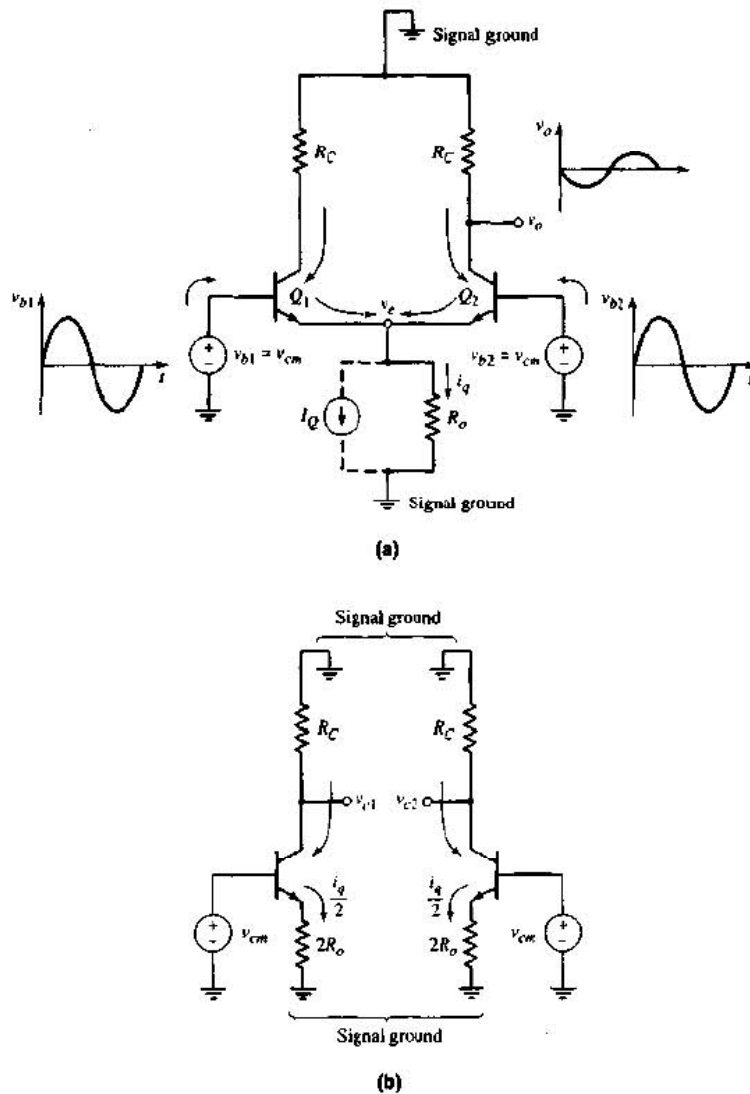 Signal ground
R_C
R_C
v_o
v_o
Q_1
v_e
Q_2
v_b1
t
v_b1 = v_cm
v_b2 = v_cm
v_b2
t
i_q
I_Q
R_o
Signal ground
(a)
Signal ground
R_C
R_C
v_c1
v_c2
i_q/2
i_q/2
v_cm
2R_o
2R_o
v_cm
Signal ground
(b)